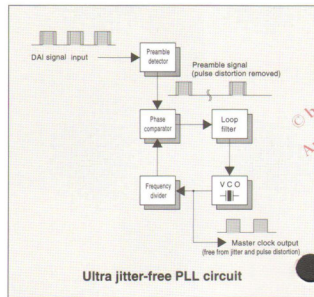 DAI signal input
Preamble
detector
Preamble signal
(pulse distortion removed)
Phase
comparator
Loop
filter
Frequency
divider
V C O
Master clock output
(free from jitter and pulse distortion)
Ultra jitter-free PLL circuit